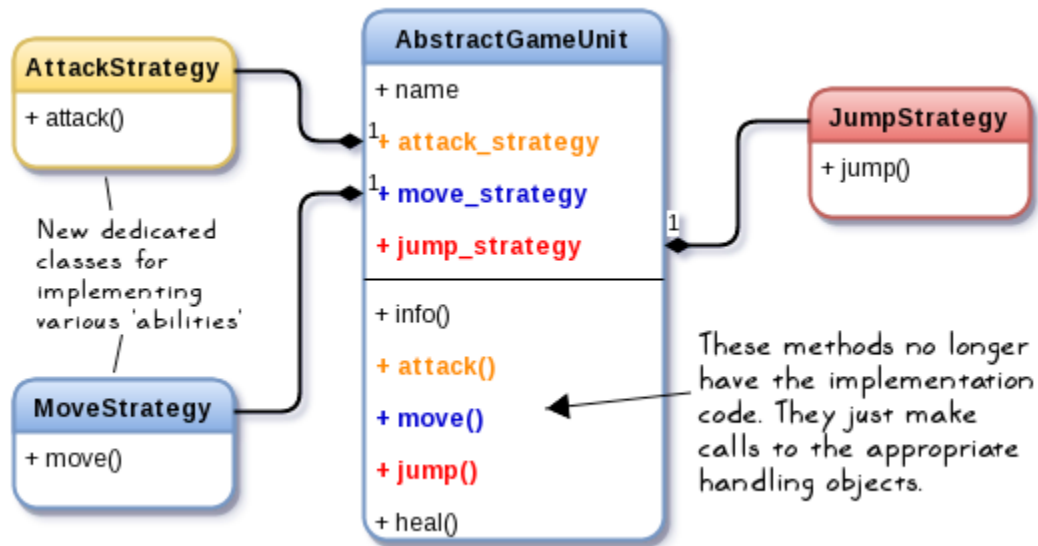 AttackStrategy
+ attack()
New dedicated
classes for
implementing
various 'abilities'
MoveStrategy
+ move()
AbstractGameUnit
+ name
1
+ attack_strategy
1
+ move_strategy
+ jump_strategy
1
+ info()
+ attack()
+ move()
+ jump()
+ heal()
JumpStrategy
+ jump()
These methods no longer
have the implementation
code. They just make
calls to the appropriate
handling objects.